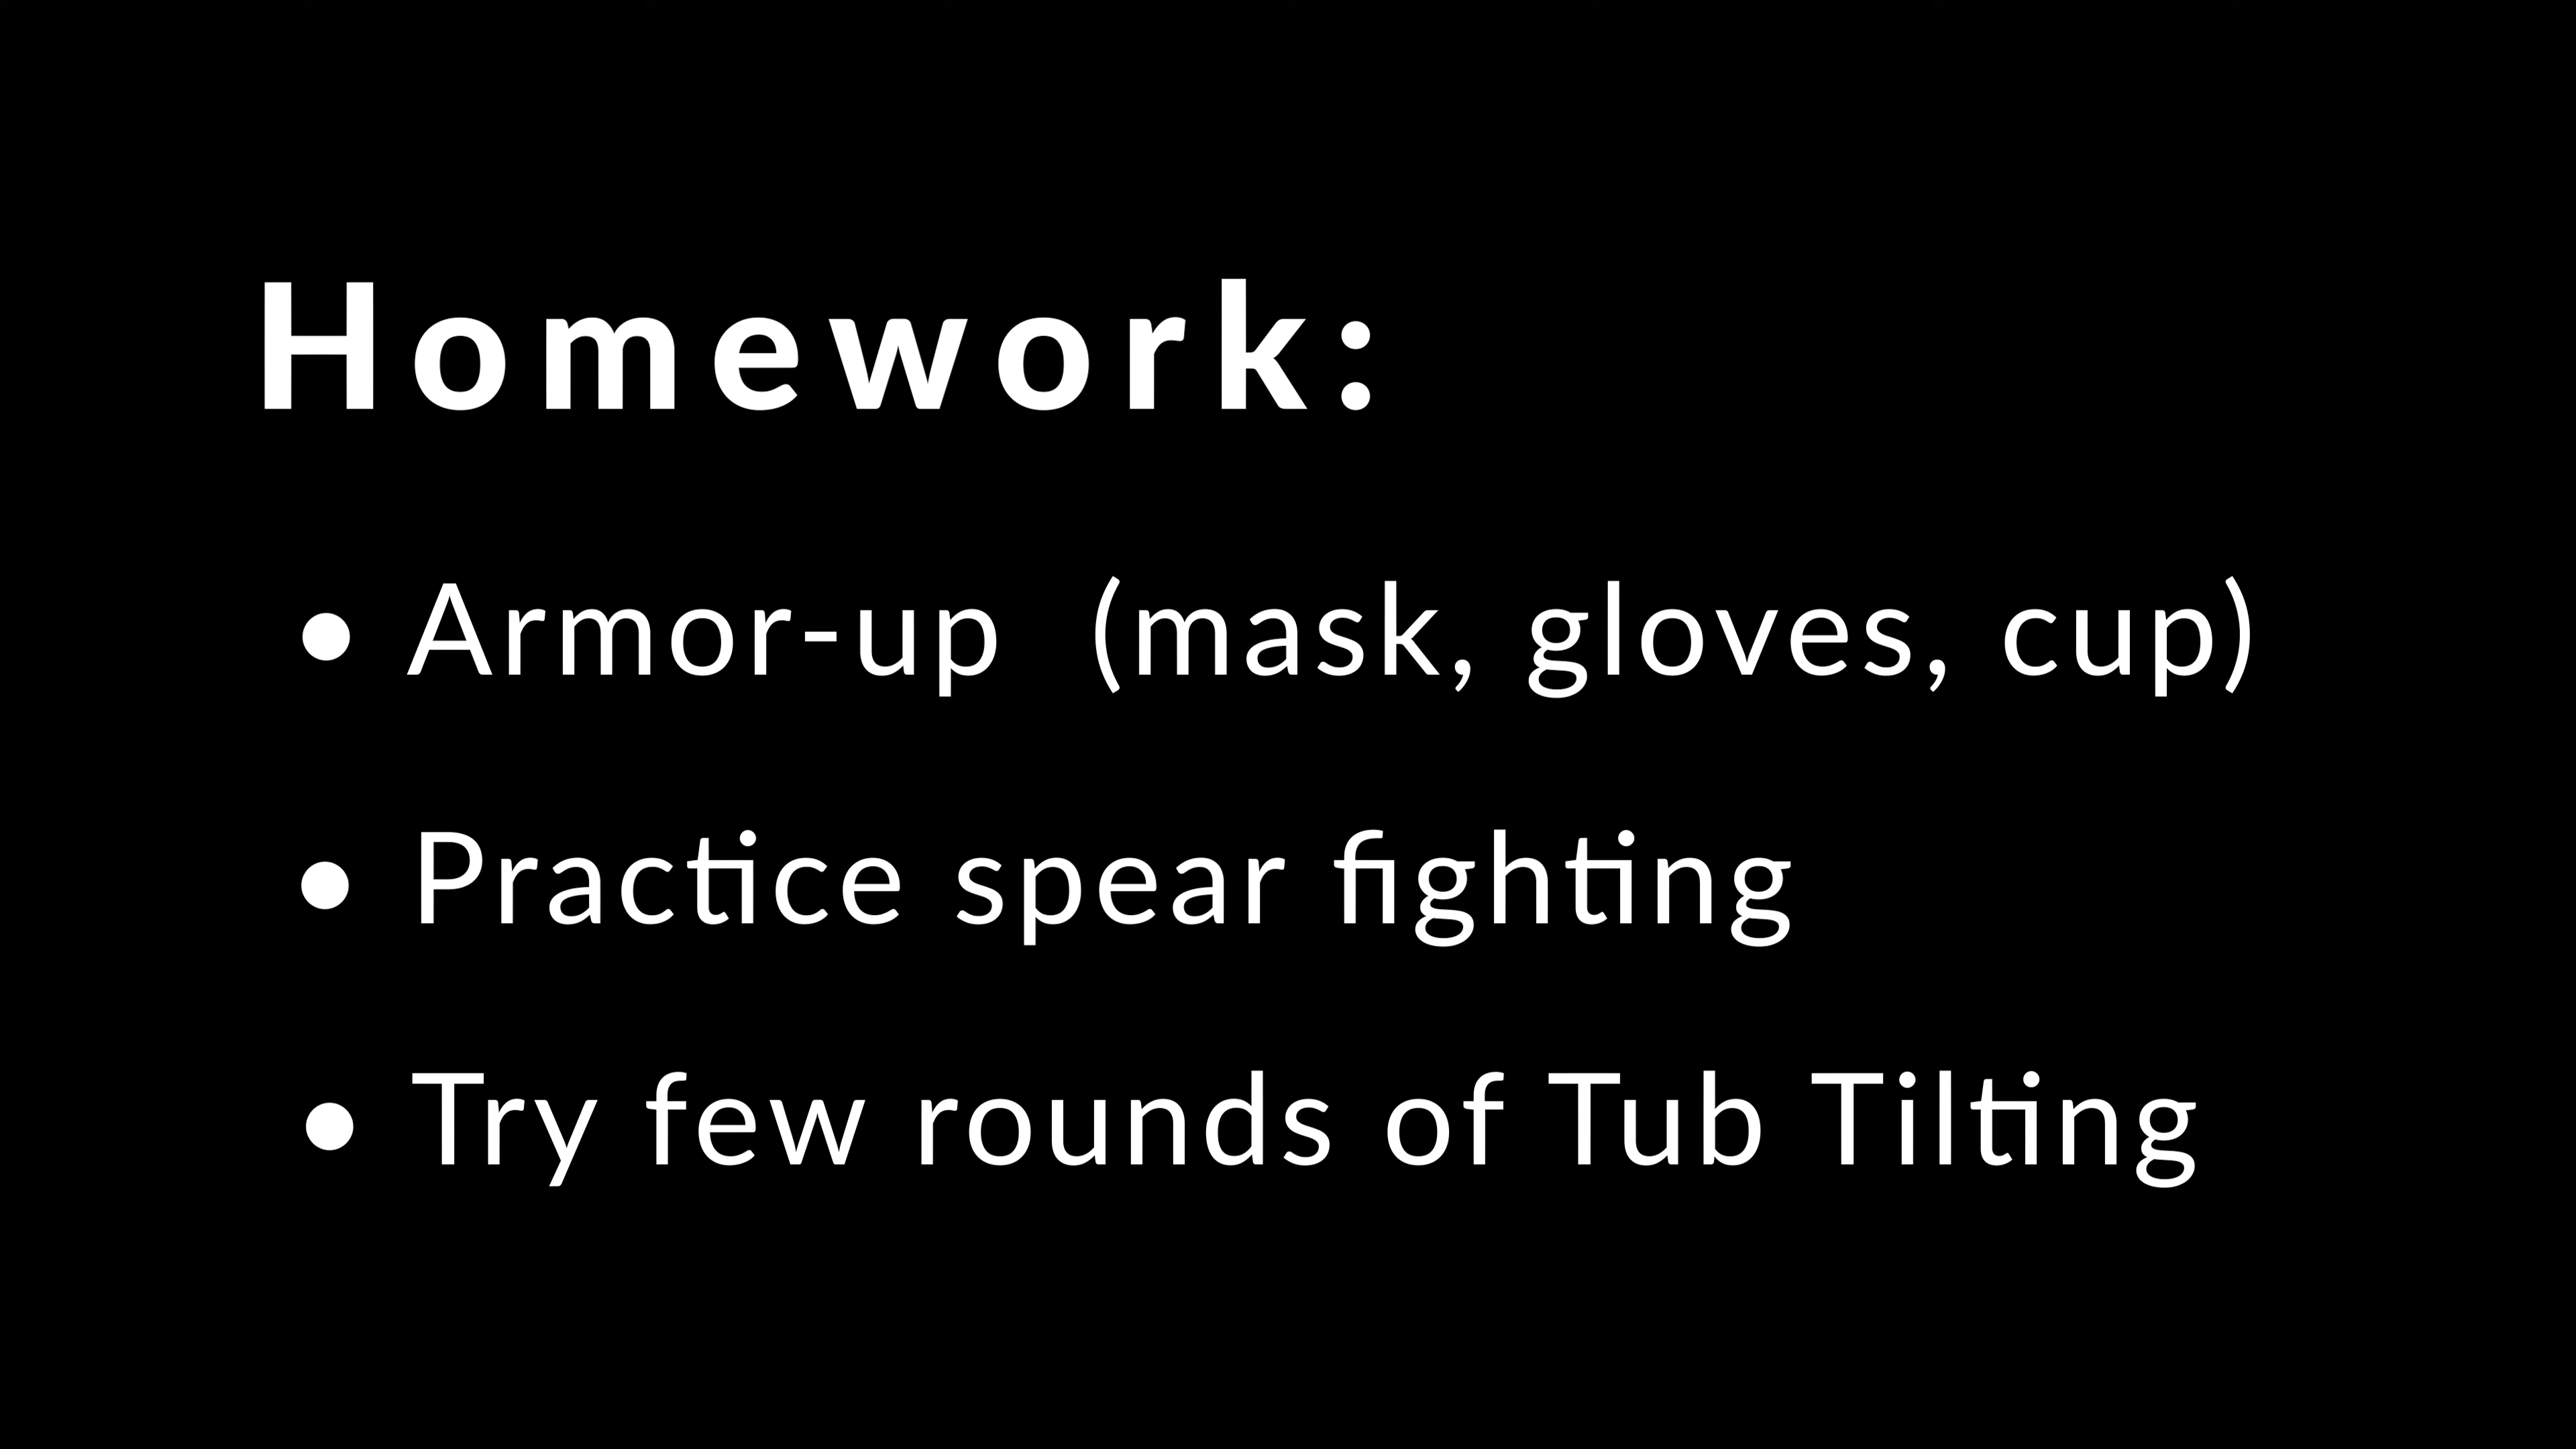 Homework:
• Armor-up  (mask, gloves, cup)
• Practice spear fighting
• Try few rounds of Tub Tilting